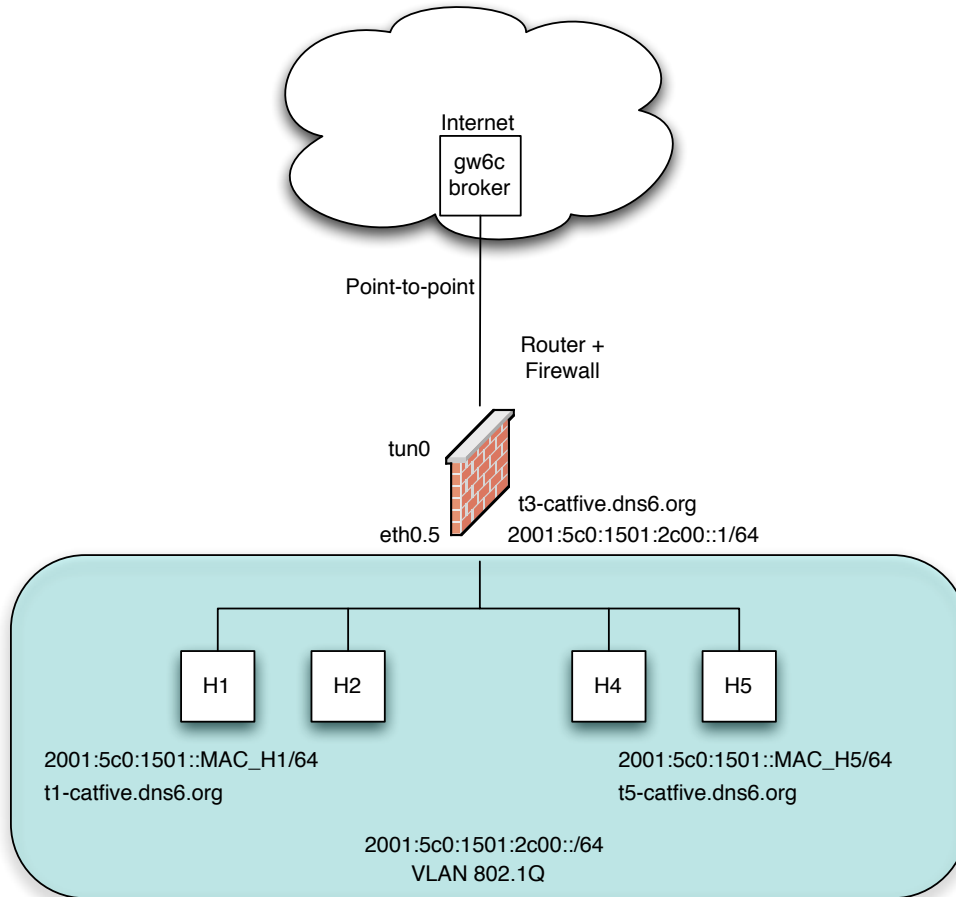 Internet
gw6c
broker
Point-to-point
Router +
Firewall
tun0
t3-catfive.dns6.org
eth0.5
2001:5c0:1501:2c00::1/64
H1
H2
H4
H5
2001:5c0:1501::MAC_H1/64
t1-catfive.dns6.org
2001:5c0:1501::MAC_H5/64
t5-catfive.dns6.org
2001:5c0:1501:2c00::/64
VLAN 802.1Q